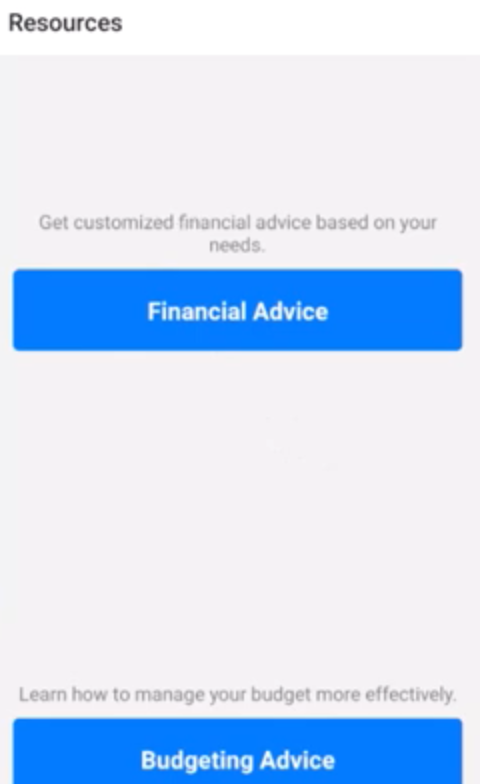 Resources
Get customized financial advice based on your
needs.
Financial Advice
Learn how to manage your budget more effectively.
Budgeting Advice